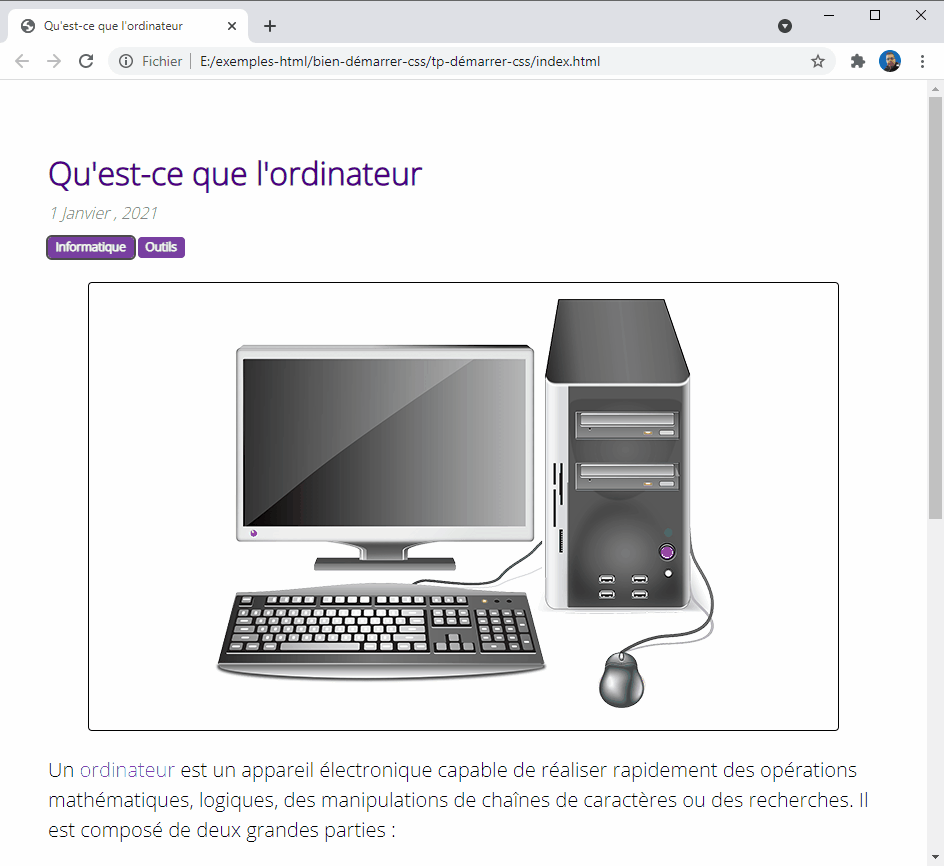 Qu'est-ce que l'ordinateur
Fichier
E:/exemples-html/bien-démarrer-css/tp-démarrer-css/index.html
Qu'est-ce que l'ordinateur
1 Janvier , 2021
Informatique Outils
Un ordinateur est un appareil électronique capable de réaliser rapidement des opérations
mathématiques, logiques, des manipulations de chaînes de caractères ou des recherches. Il
est composé de deux grandes parties :